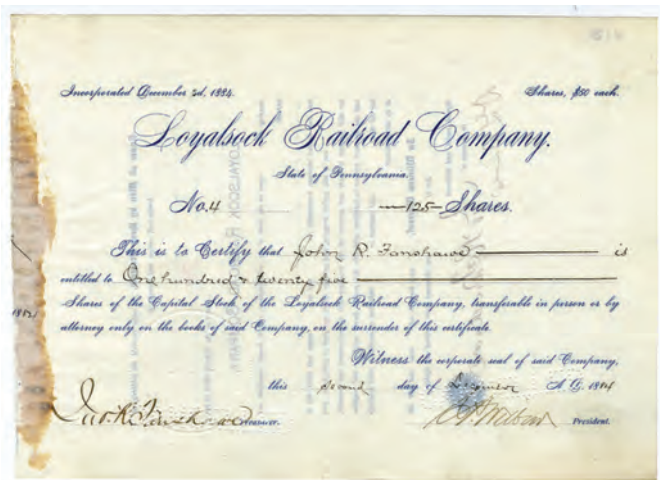 Incorporated December 2d, 1884. Shares, $50 each.
Loyalsock Railroad Company.
State of Pennsylvania.
No. 4 —125— Shares.
This is to Certify that John R. Fanshawe is
entitled to One hundred & twenty five
Shares of the Capital Stock of the Loyalsock Railroad Company, transferable in person or by
attorney only on the books of said Company, on the surrender of this certificate.
Witness the corporate seal of said Company,
this second day of December A.D. 1884
Jno. R. Fanshawe Treasurer. President.